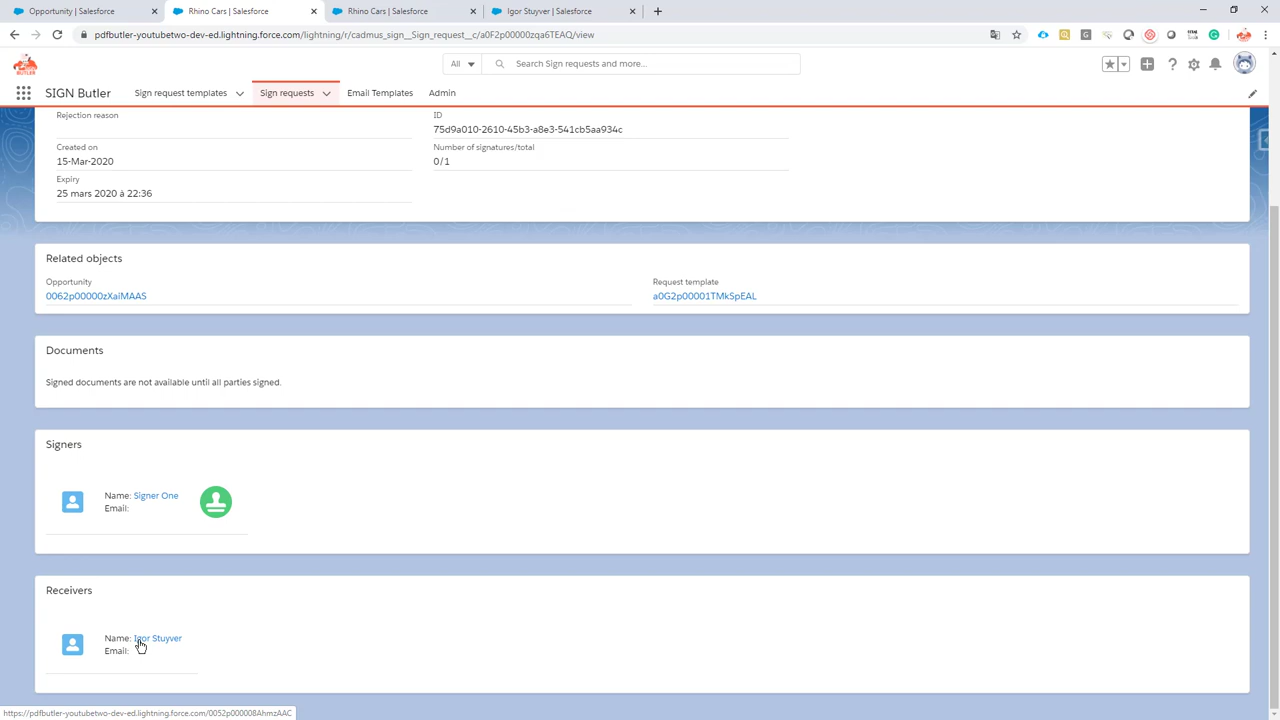 Opportunity | Salesforce
Rhino Cars | Salesforce
Rhino Cars | Salesforce
Igor Stuyver | Salesforce
pdfbutler-youtubetwo-dev-ed.lightning.force.com/lightning/r/cadmus_sign__Sign_request__c/a0F2p00000zqa6TEAQ/view
All
Search Sign requests and more...
SIGN Butler
Sign request templates
Sign requests
Email Templates
Admin
Rejection reason
ID
75d9a010-2610-45b3-a8e3-541cb5aa934c
Created on
15-Mar-2020
Number of signatures/total
0/1
Expiry
25 mars 2020 à 22:36
Related objects
Opportunity
0062p00000zXaiMAAS
Request template
a0G2p00001TMkSpEAL
Documents
Signed documents are not available until all parties signed.
Signers
Name: Signer One
Email:
Receivers
Name: Igor Stuyver
Email:
https://pdfbutler-youtubetwo-dev-ed.lightning.force.com/0052p000008AhmzAAC